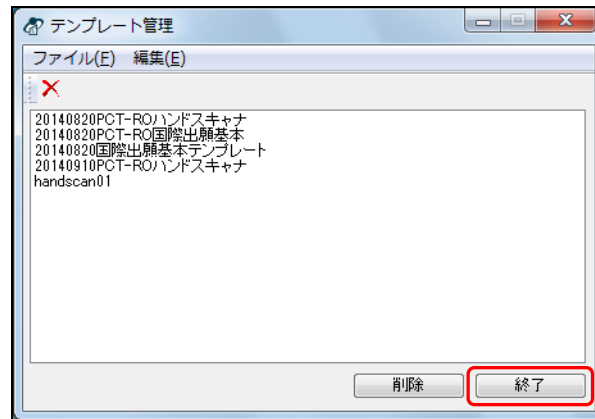 テンプレート管理
ファイル(F) 編集(E)
20140820PCT-ROハンドスキャナ
20140820PCT-RO国際出願基本
20140820国際出願基本テンプレート
20140910PCT-ROハンドスキャナ
handscan01
削除 終了